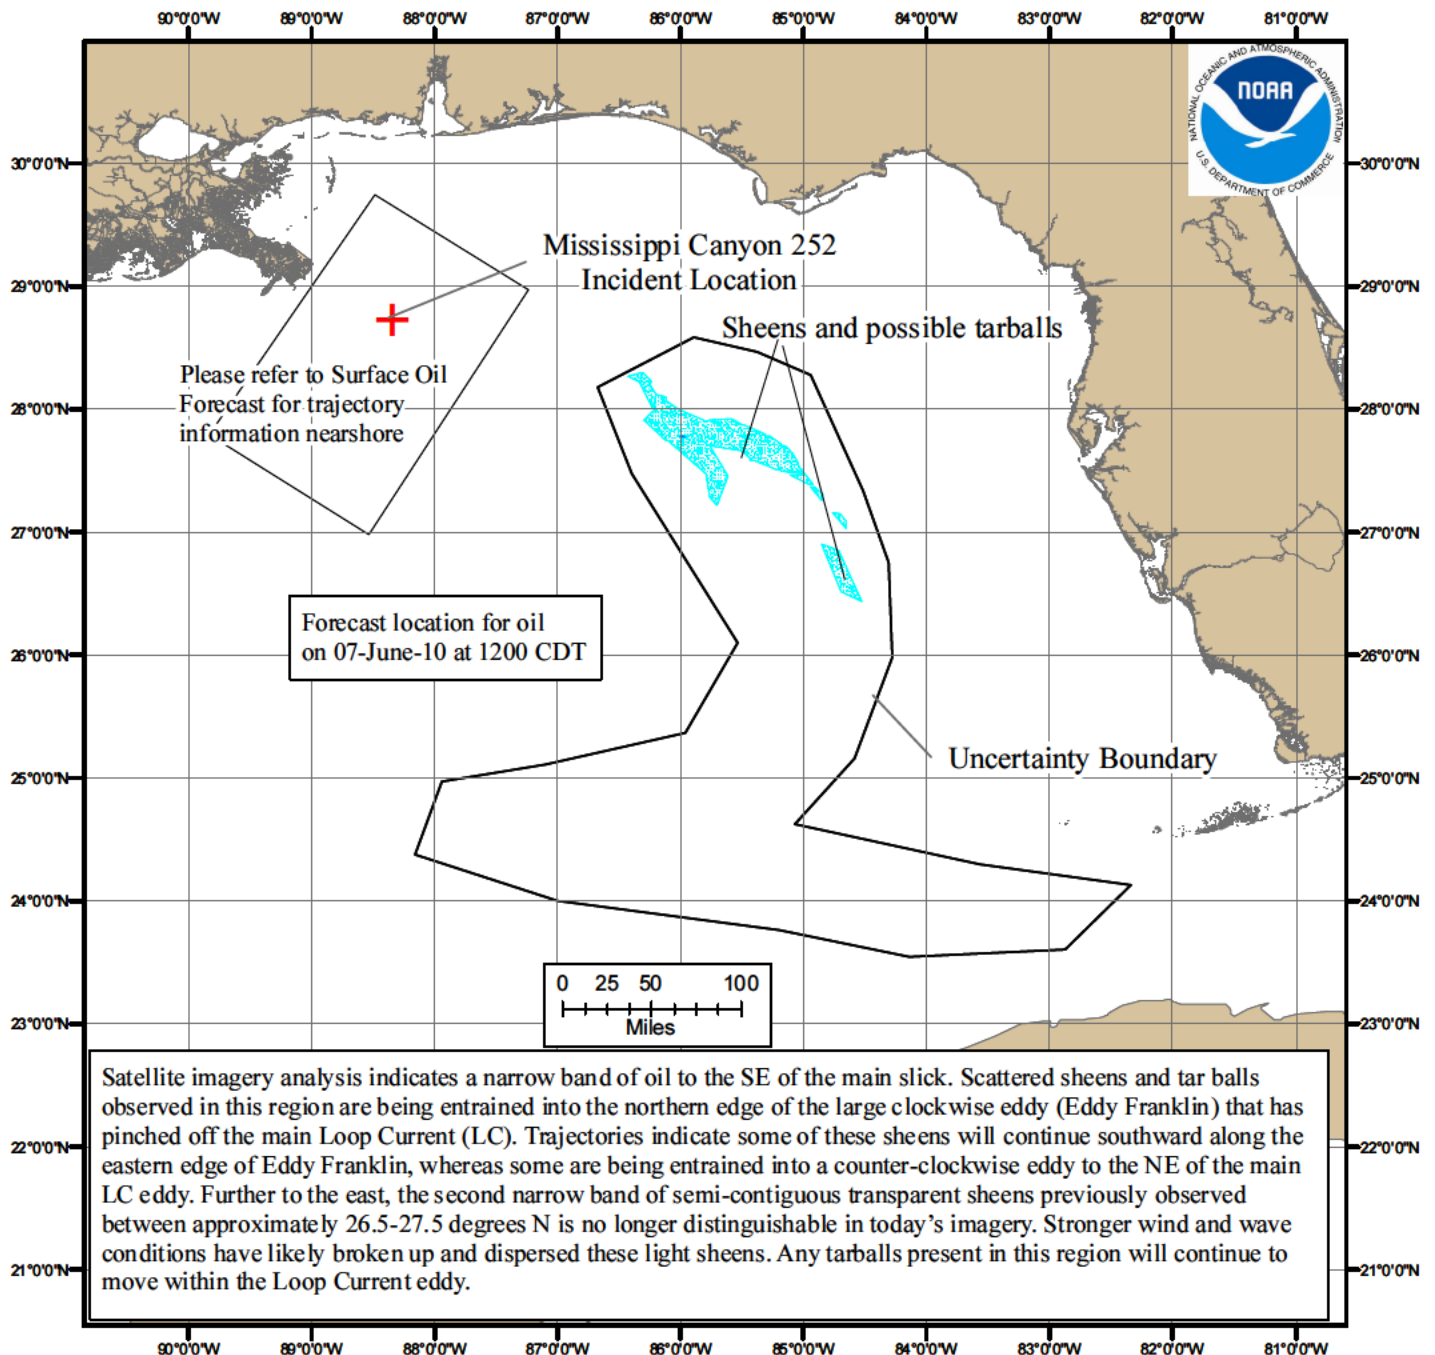 90°0'0"W 89°0'0"W 88°0'0"W 87°0'0"W 86°0'0"W 85°0'0"W 84°0'0"W 83°0'0"W 82°0'0"W 81°0'0"W
NATIONAL OCEANIC AND ATMOSPHERIC ADMINISTRATION
NOAA
U.S. DEPARTMENT OF COMMERCE
30°0'0"N 30°0'0"N
Mississippi Canyon 252
Incident Location
29°0'0"N 29°0'0"N
Sheens and possible tarballs
Please refer to Surface Oil
Forecast for trajectory
information nearshore
28°0'0"N 28°0'0"N
27°0'0"N 27°0'0"N
Forecast location for oil
on 07-June-10 at 1200 CDT
26°0'0"N 26°0'0"N
Uncertainty Boundary
25°0'0"N 25°0'0"N
24°0'0"N 24°0'0"N
0 25 50 100
Miles
23°0'0"N 23°0'0"N
Satellite imagery analysis indicates a narrow band of oil to the SE of the main slick. Scattered sheens and tar balls
observed in this region are being entrained into the northern edge of the large clockwise eddy (Eddy Franklin) that has
pinched off the main Loop Current (LC). Trajectories indicate some of these sheens will continue southward along the
eastern edge of Eddy Franklin, whereas some are being entrained into a counter-clockwise eddy to the NE of the main
LC eddy. Further to the east, the second narrow band of semi-contiguous transparent sheens previously observed
between approximately 26.5-27.5 degrees N is no longer distinguishable in today's imagery. Stronger wind and wave
conditions have likely broken up and dispersed these light sheens. Any tarballs present in this region will continue to
move within the Loop Current eddy.
22°0'0"N 22°0'0"N
21°0'0"N 21°0'0"N
90°0'0"W 89°0'0"W 88°0'0"W 87°0'0"W 86°0'0"W 85°0'0"W 84°0'0"W 83°0'0"W 82°0'0"W 81°0'0"W